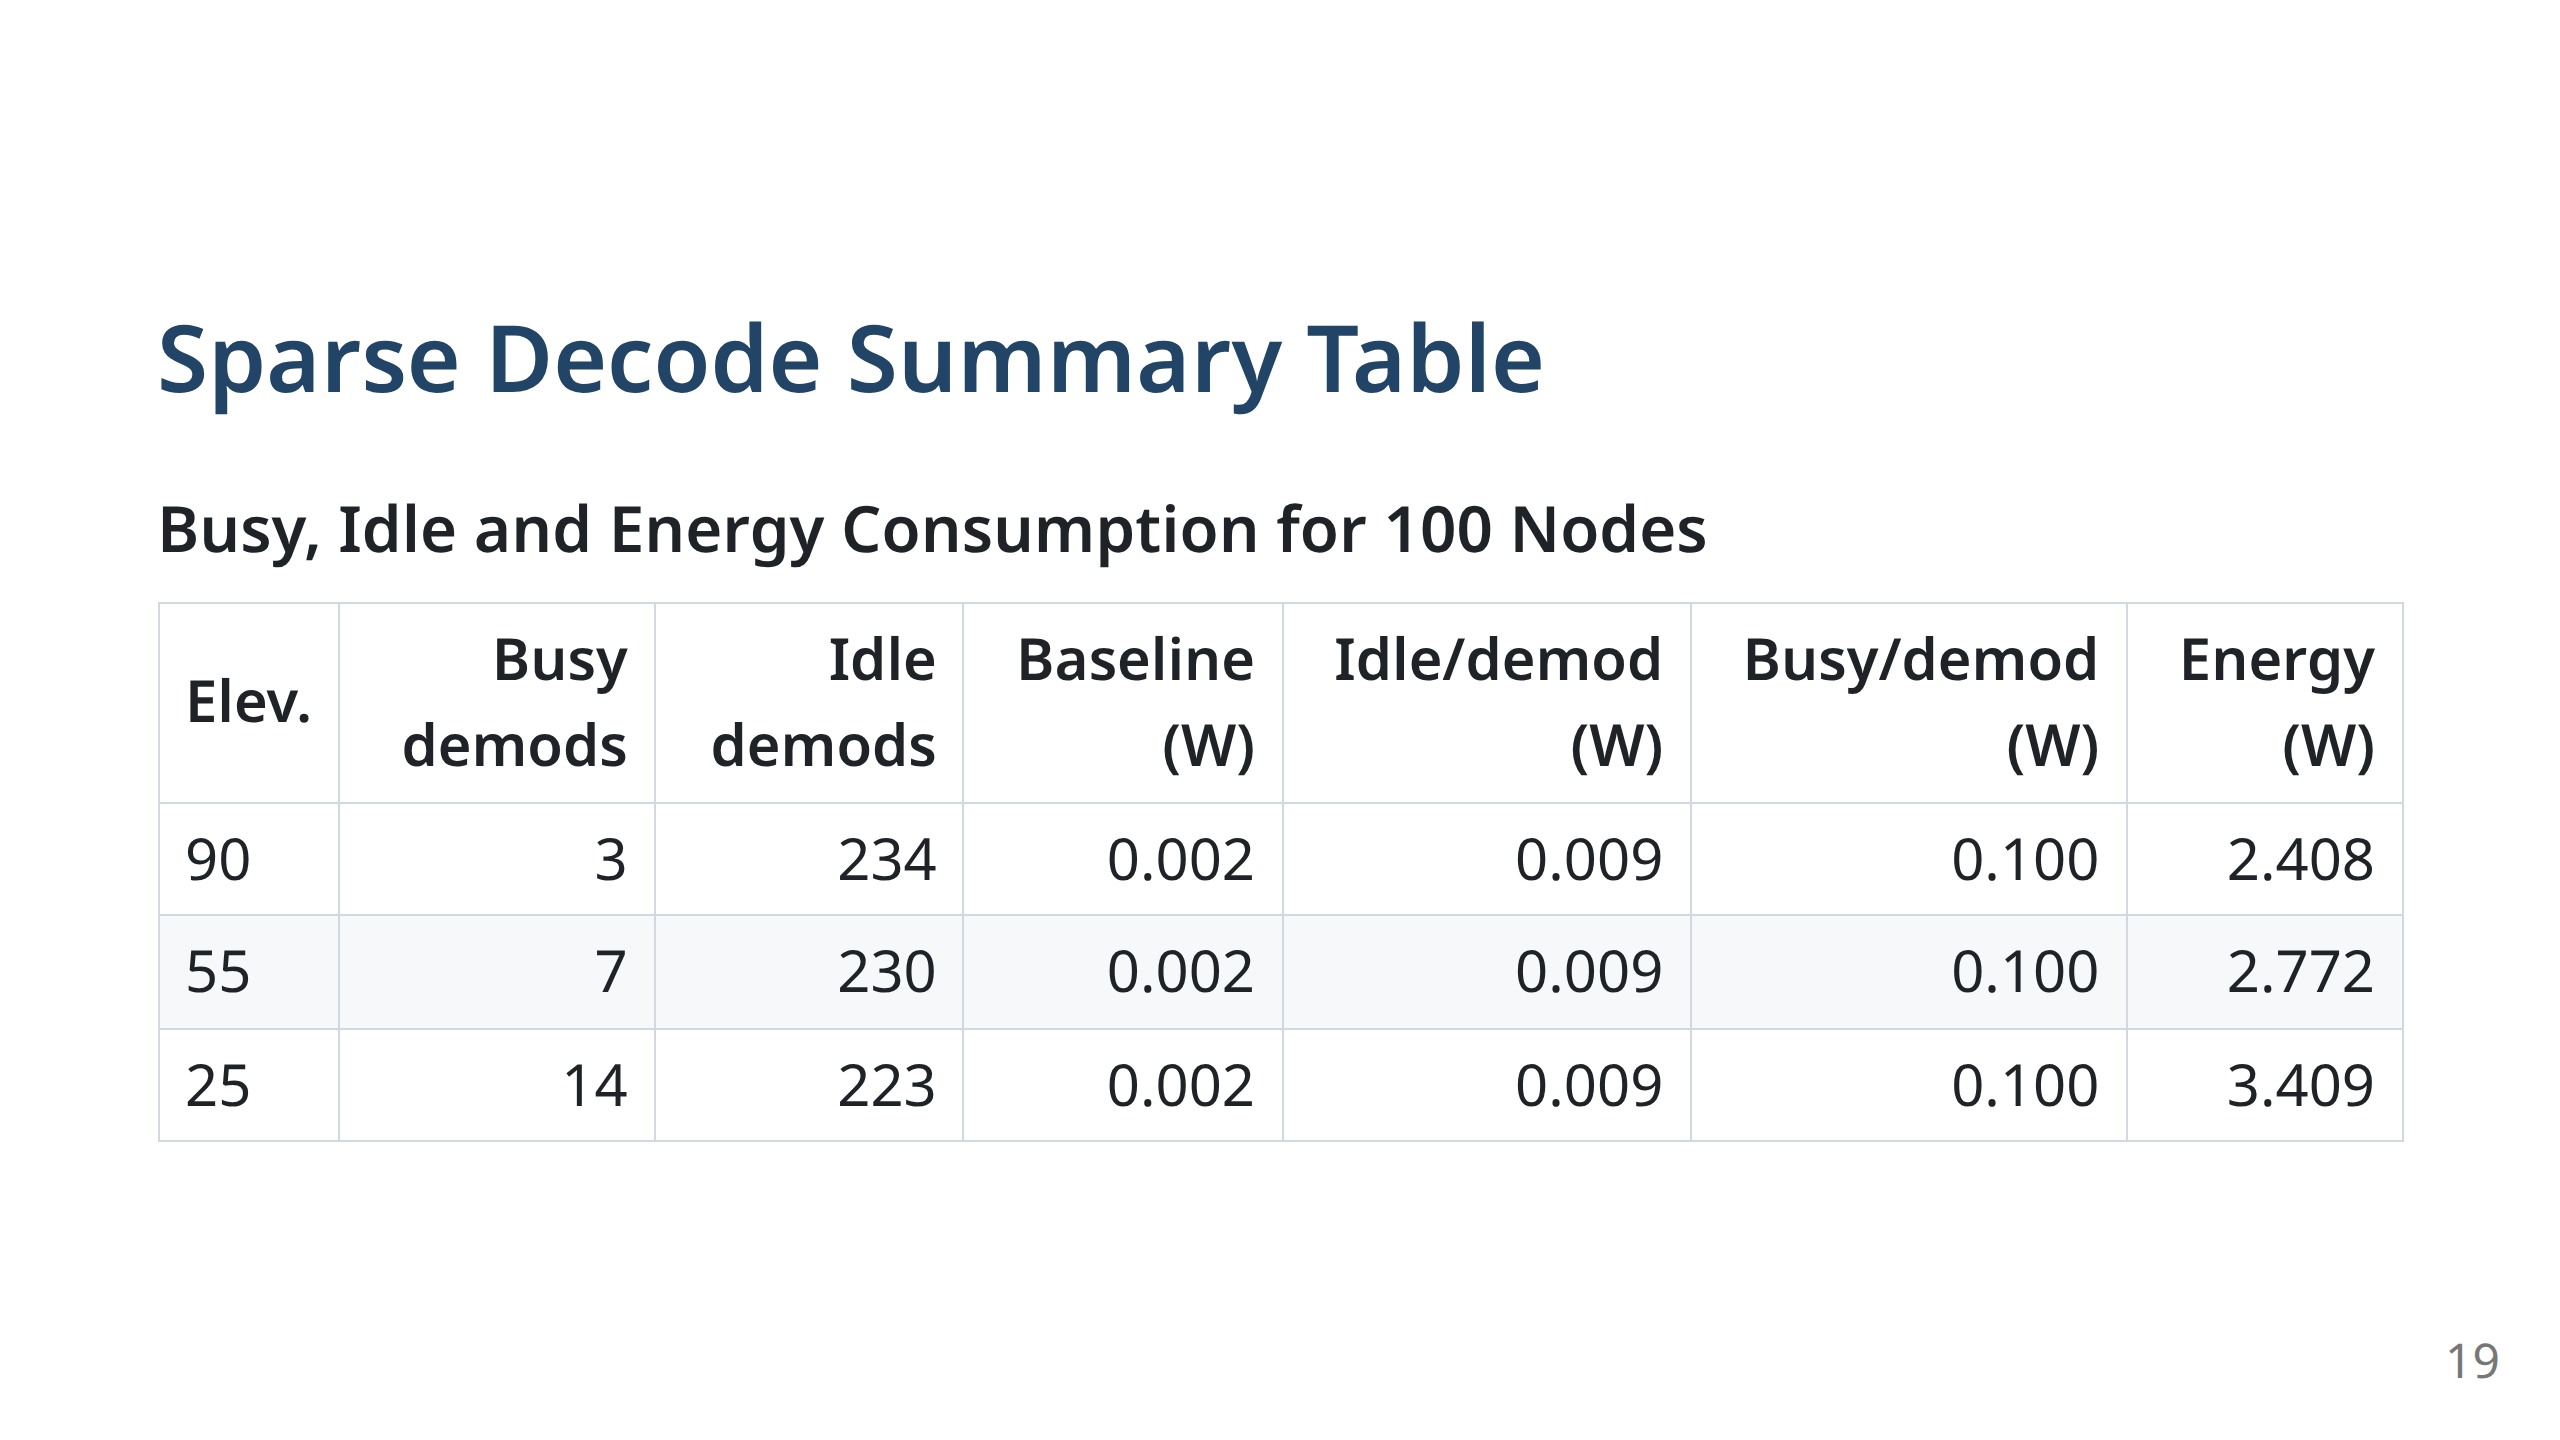 Sparse Decode Summary Table
Busy, Idle and Energy Consumption for 100 Nodes
Elev. Busy demods Idle demods Baseline (W) Idle/demod (W) Busy/demod (W) Energy (W)
90 3 234 0.002 0.009 0.100 2.408
55 7 230 0.002 0.009 0.100 2.772
25 14 223 0.002 0.009 0.100 3.409
19